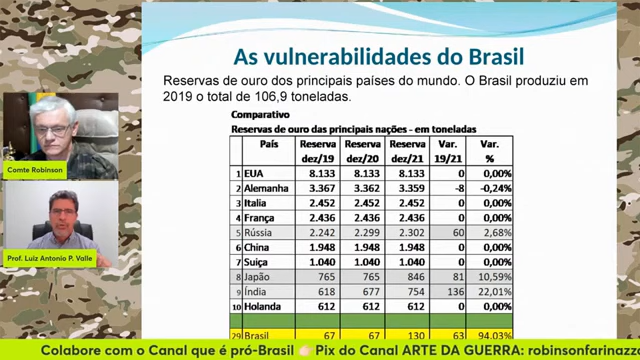 As vulnerabilidades do Brasil
Reservas de ouro dos principais países do mundo. O Brasil produziu em
2019 o total de 106,9 toneladas.
Comparativo
Reservas de ouro das principais nações - em toneladas
País Reserva dez/19 Reserva dez/20 Reserva dez/21 Var. 19/21 Var. %
1 EUA 8.133 8.133 8.133 0 0,00%
2 Alemanha 3.367 3.362 3.359 -8 -0,24%
3 Itália 2.452 2.452 2.452 0 0,00%
4 França 2.436 2.436 2.436 0 0,00%
5 Rússia 2.242 2.299 2.302 60 2,68%
6 China 1.948 1.948 1.948 0 0,00%
7 Suiça 1.040 1.040 1.040 0 0,00%
8 Japão 765 765 846 81 10,59%
9 Índia 618 677 754 136 22,01%
10 Holanda 612 612 612 0 0,00%
29 Brasil 67 67 130 63 94,03%
Comte Robinson
Prof. Luiz Antonio P. Valle
Colabore com o Canal que é pró-Brasil 👉🏻 Pix do Canal ARTE DA GUERRA: robinsonfarinazzo